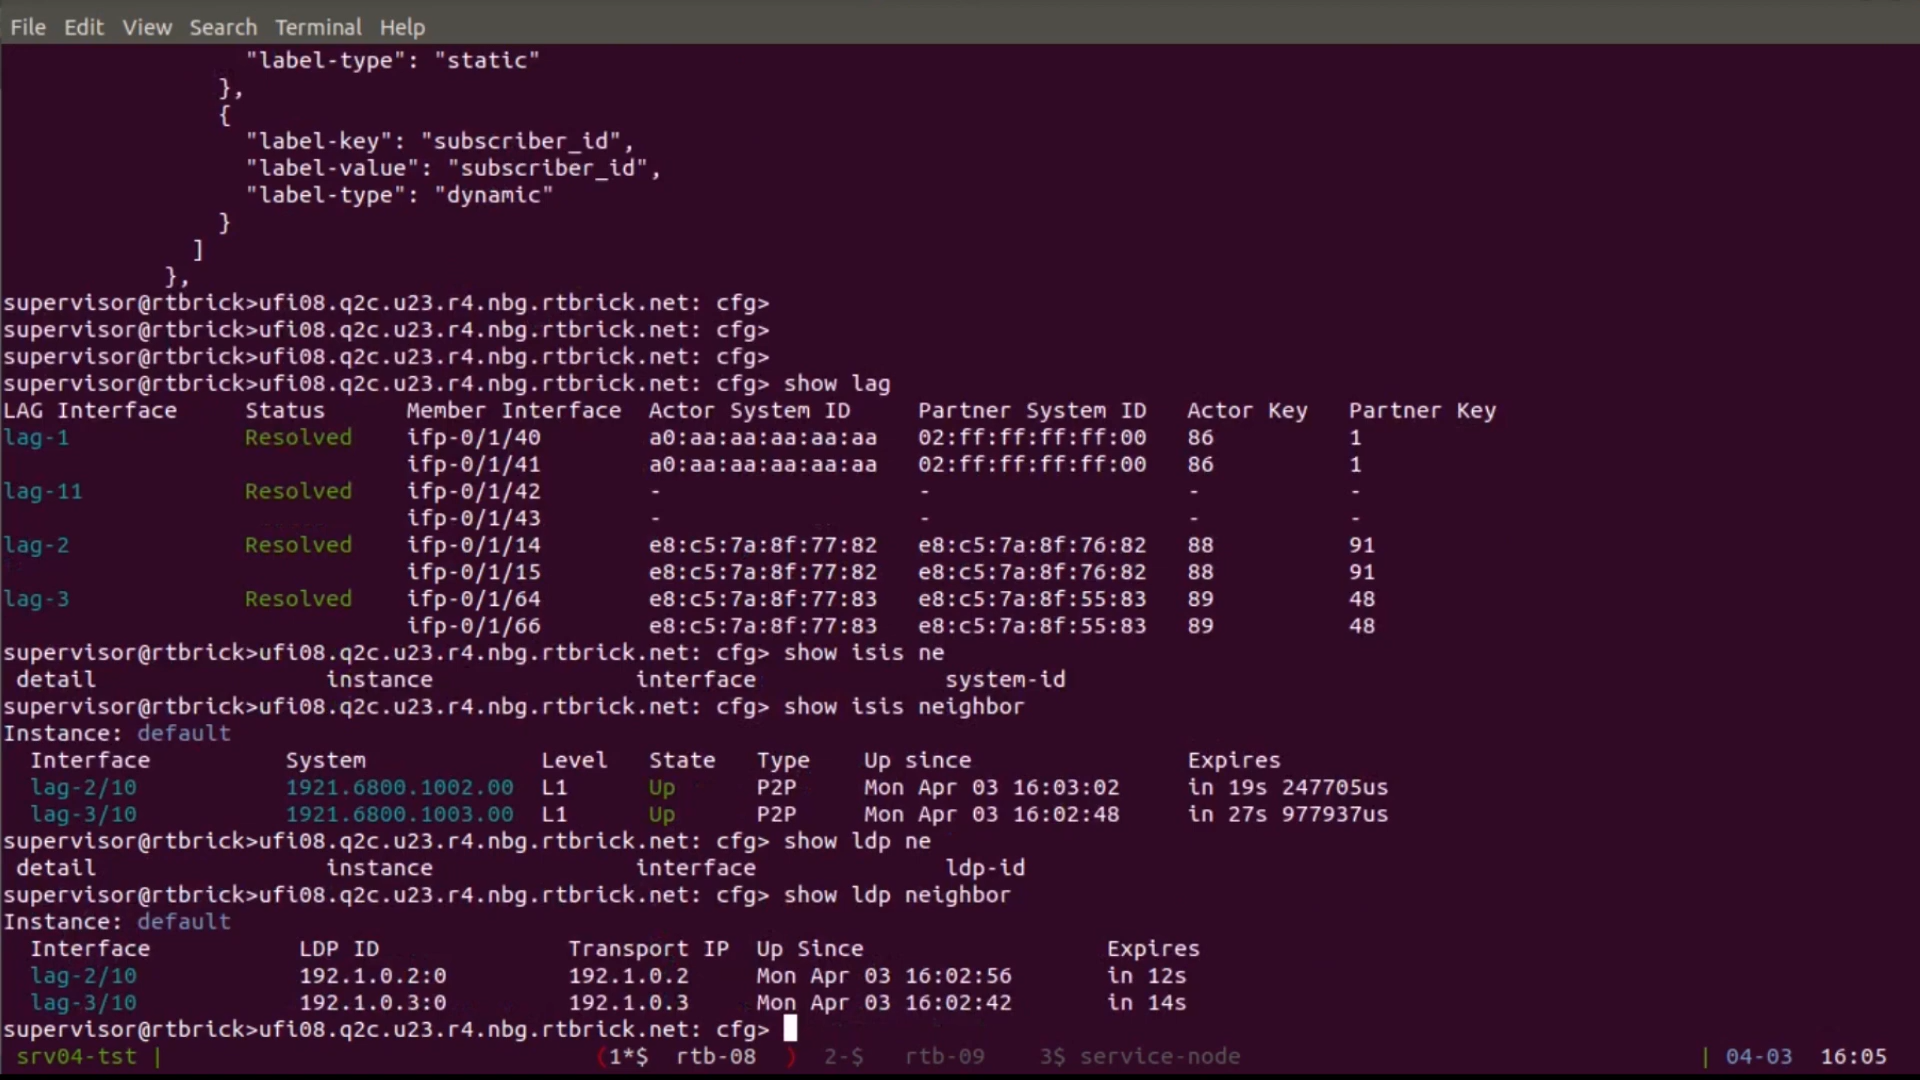 File Edit View Search Terminal Help
"label-type": "static"
},
{
"label-key": "subscriber_id",
"label-value": "subscriber_id",
"label-type": "dynamic"
}
]
},
supervisor@rtbrick>ufi08.q2c.u23.r4.nbg.rtbrick.net: cfg>
supervisor@rtbrick>ufi08.q2c.u23.r4.nbg.rtbrick.net: cfg>
supervisor@rtbrick>ufi08.q2c.u23.r4.nbg.rtbrick.net: cfg>
supervisor@rtbrick>ufi08.q2c.u23.r4.nbg.rtbrick.net: cfg> show lag
LAG Interface Status Member Interface Actor System ID Partner System ID Actor Key Partner Key
lag-1 Resolved ifp-0/1/40 a0:aa:aa:aa:aa:aa 02:ff:ff:ff:ff:00 86 1
ifp-0/1/41 a0:aa:aa:aa:aa:aa 02:ff:ff:ff:ff:00 86 1
lag-11 Resolved ifp-0/1/42 - - - -
ifp-0/1/43 - - - -
lag-2 Resolved ifp-0/1/14 e8:c5:7a:8f:77:82 e8:c5:7a:8f:76:82 88 91
ifp-0/1/15 e8:c5:7a:8f:77:82 e8:c5:7a:8f:76:82 88 91
lag-3 Resolved ifp-0/1/64 e8:c5:7a:8f:77:83 e8:c5:7a:8f:55:83 89 48
ifp-0/1/66 e8:c5:7a:8f:77:83 e8:c5:7a:8f:55:83 89 48
supervisor@rtbrick>ufi08.q2c.u23.r4.nbg.rtbrick.net: cfg> show isis ne
detail instance interface system-id
supervisor@rtbrick>ufi08.q2c.u23.r4.nbg.rtbrick.net: cfg> show isis neighbor
Instance: default
Interface System Level State Type Up since Expires
lag-2/10 1921.6800.1002.00 L1 Up P2P Mon Apr 03 16:03:02 in 19s 247705us
lag-3/10 1921.6800.1003.00 L1 Up P2P Mon Apr 03 16:02:48 in 27s 977937us
supervisor@rtbrick>ufi08.q2c.u23.r4.nbg.rtbrick.net: cfg> show ldp ne
detail instance interface ldp-id
supervisor@rtbrick>ufi08.q2c.u23.r4.nbg.rtbrick.net: cfg> show ldp neighbor
Instance: default
Interface LDP ID Transport IP Up Since Expires
lag-2/10 192.1.0.2:0 192.1.0.2 Mon Apr 03 16:02:56 in 12s
lag-3/10 192.1.0.3:0 192.1.0.3 Mon Apr 03 16:02:42 in 14s
supervisor@rtbrick>ufi08.q2c.u23.r4.nbg.rtbrick.net: cfg>
srv04-tst | (1*$ rtb-08 ) 2-$ rtb-09 3$ service-node | 04-03 16:05